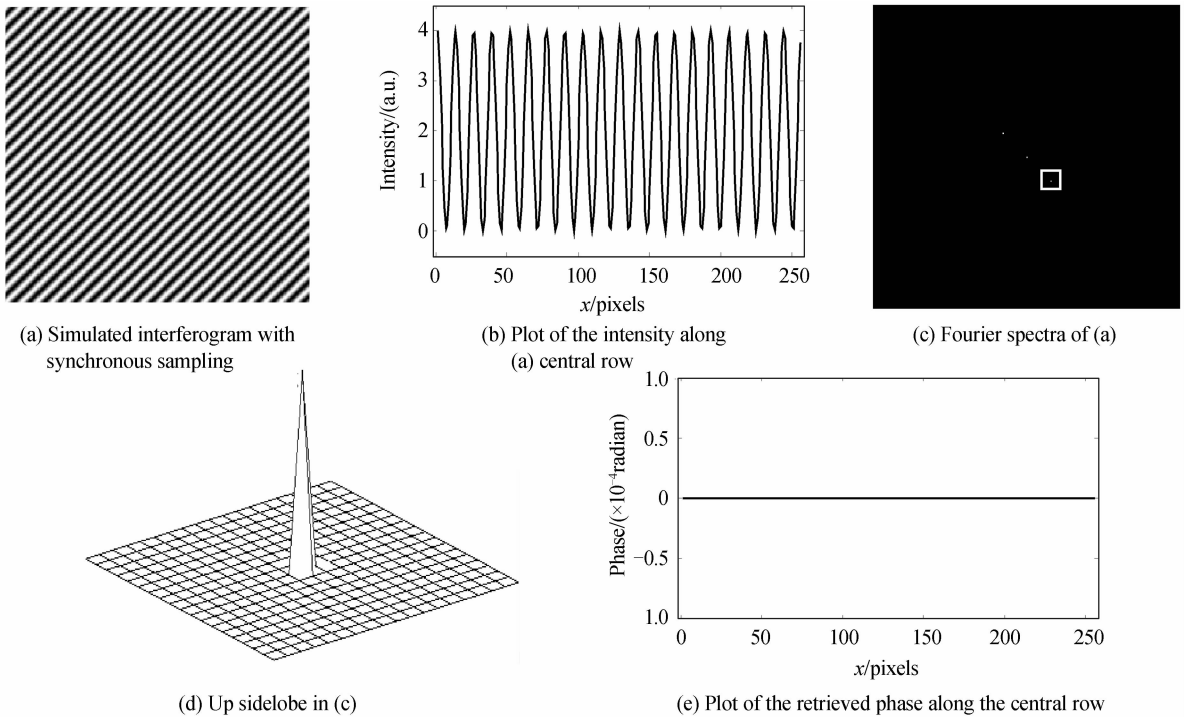 4
3
2
1
0
Intensity/(a.u.)
0 50 100 150 200 250
x/pixels
(a) Simulated interferogram with
synchronous sampling
(b) Plot of the intensity along
(a) central row
(c) Fourier spectra of (a)
1.0
0.5
0
−0.5
1.0
Phase/(×10⁻⁴radian)
0 50 100 150 200 250
x/pixels
(d) Up sidelobe in (c)
(e) Plot of the retrieved phase along the central row